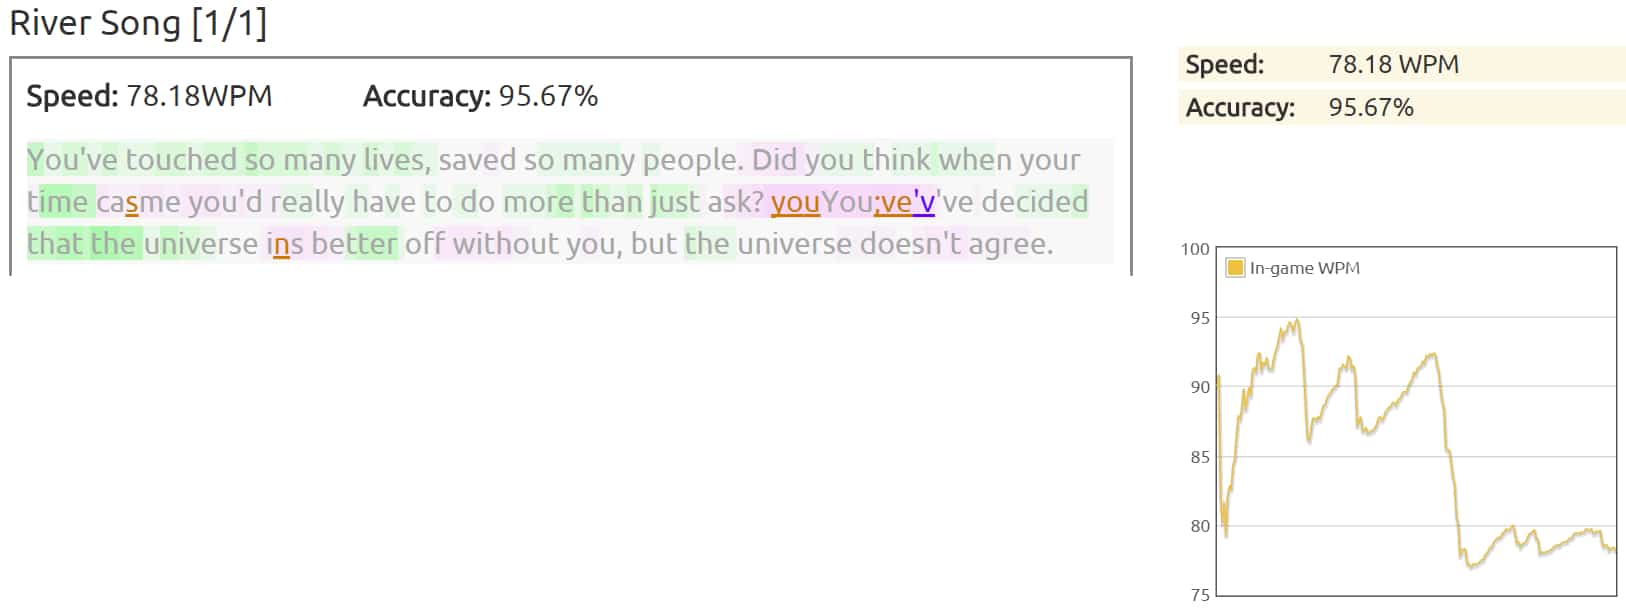 River Song [1/1]
Speed: 78.18WPM Accuracy: 95.67%
You've touched so many lives, saved so many people. Did you think when your
time casme you'd really have to do more than just ask? youYou;ve'v've decided
that the universe ins better off without you, but the universe doesn't agree.
Speed: 78.18 WPM
Accuracy: 95.67%
In-game WPM
100
95
90
85
80
75